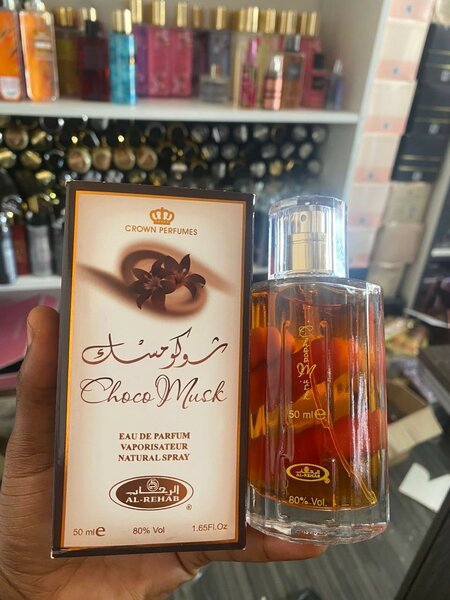 CROWN PERFUMES
شوكو مسك
Choco Musk
EAU DE PARFUM
VAPORISATEUR
NATURAL SPRAY
الرحاب
AL-REHAB
®
50 ml e
80% Vol
1.65Fl.Oz
50 ml e
الرحاب
AL-REHAB
80% Vol.